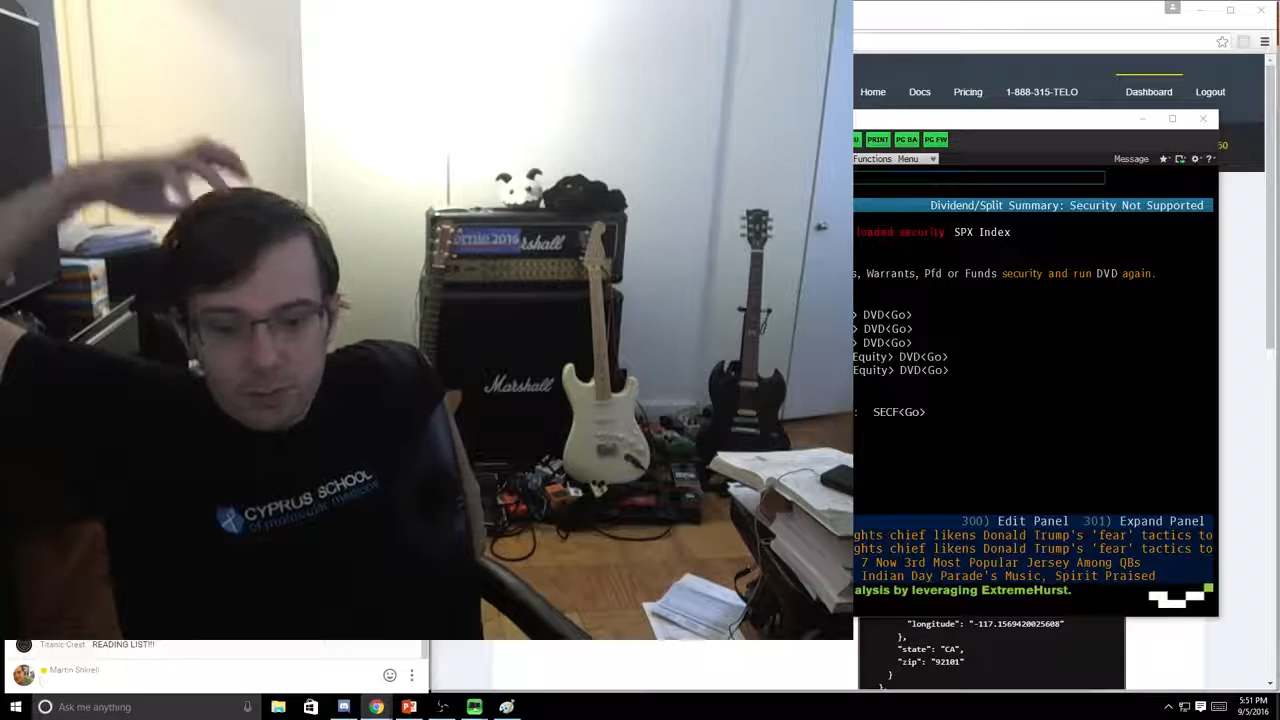 Home Docs Pricing 1-888-315-TELO Dashboard Logout
PRINT PG BA PG FW
50
Functions Menu Message
Dividend/Split Summary: Security Not Supported
loaded security SPX Index
s, Warrants, Pfd or Funds security and run DVD again.
> DVD<Go>
> DVD<Go>
> DVD<Go>
Equity> DVD<Go>
Equity> DVD<Go>
: SECF<Go>
300) Edit Panel 301) Expand Panel
ghts chief likens Donald Trump's 'fear' tactics to
ghts chief likens Donald Trump's 'fear' tactics to
7 Now 3rd Most Popular Jersey Among QBs
Indian Day Parade's Music, Spirit Praised
alysis by leveraging ExtremeHurst.
"longitude": "-117.1569420025608"
},
"state": "CA",
"zip": "92101"
}
},
ernie 2016
Marshall
Marshall
CYPRUS SCHOOL
of molecular medicine
Titanic Crest READING LIST!!!
Martin Shkreli
Ask me anything
5:51 PM
9/5/2016